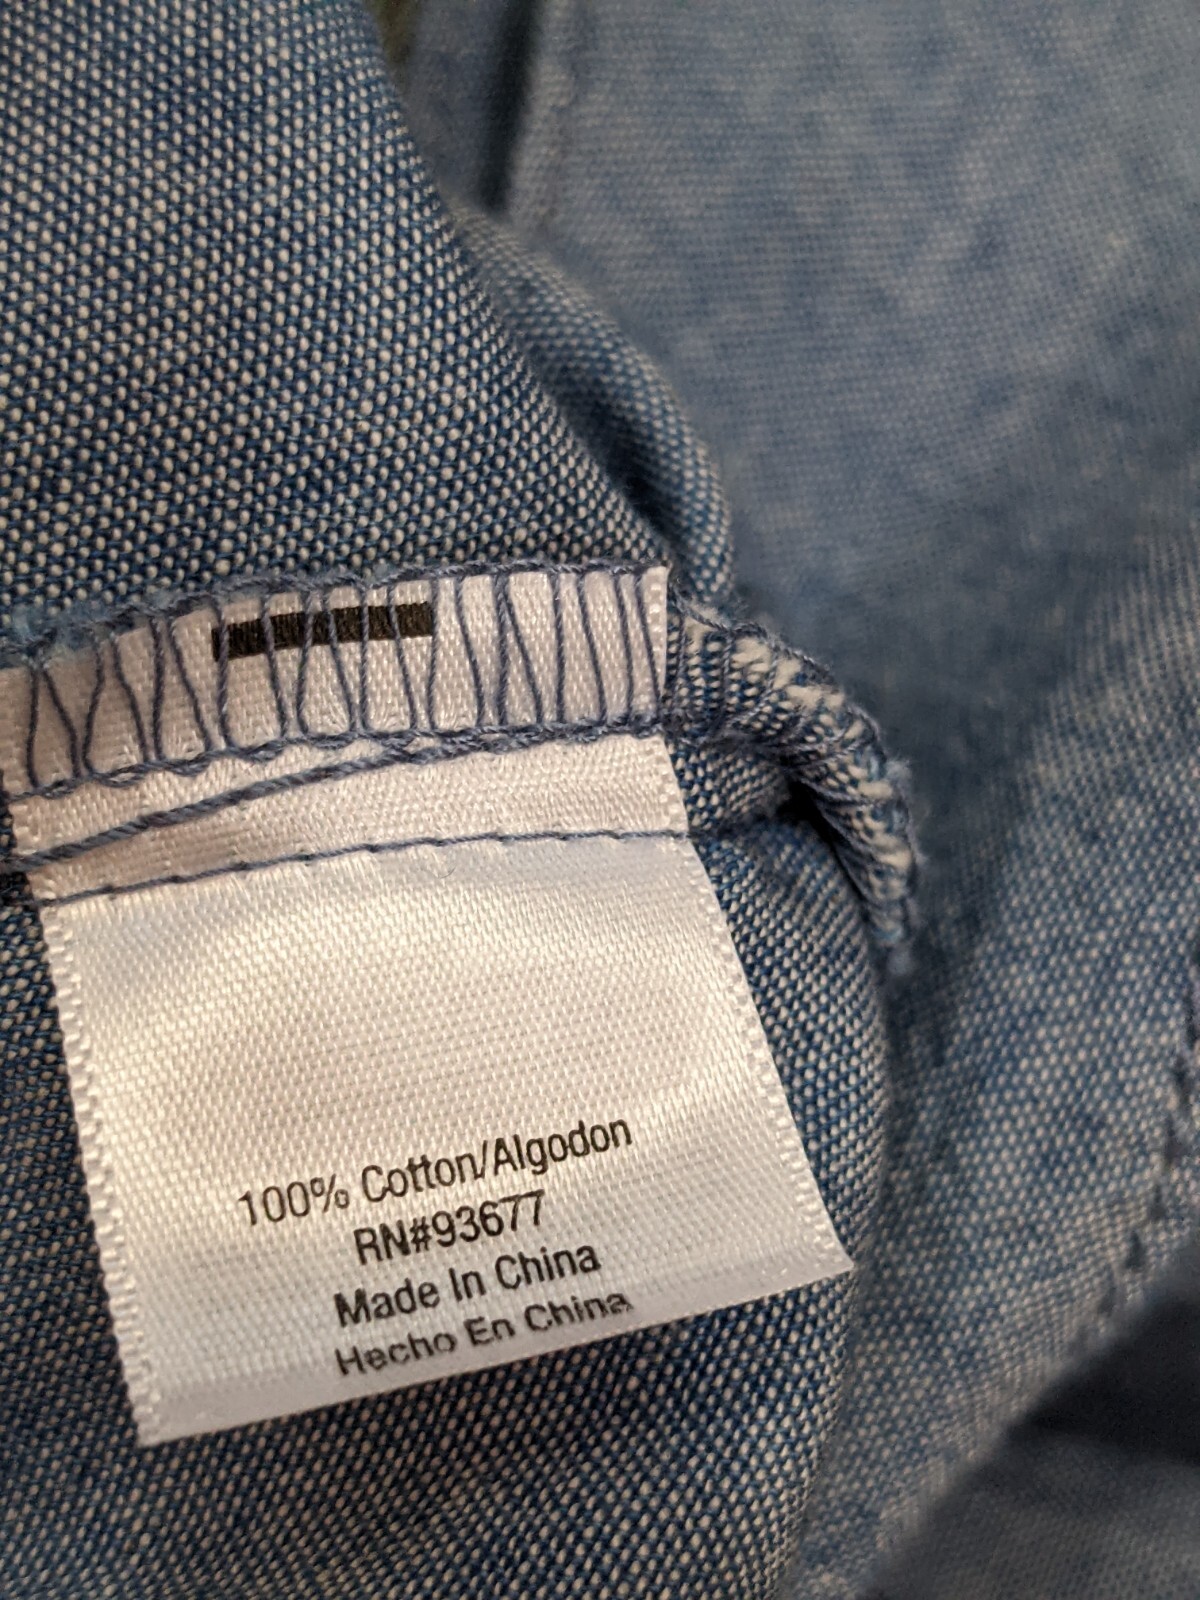 100% Cotton/Algodon
RN#93677
Made In China
Hecho En China